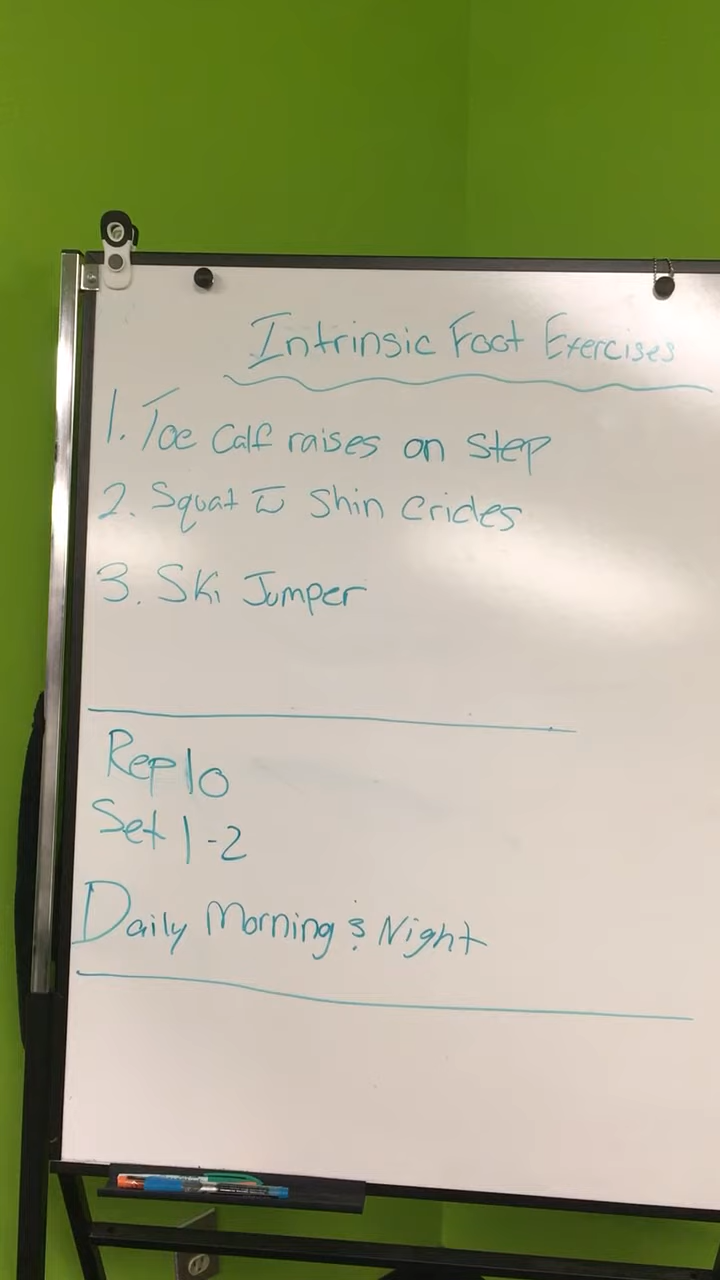 Intrinsic Foot Exercises
1. Toe Calf raises on step
2. Squat Shin
3. Ski Jumper
Rep 10
Set 1-2
Daily Morning & Night